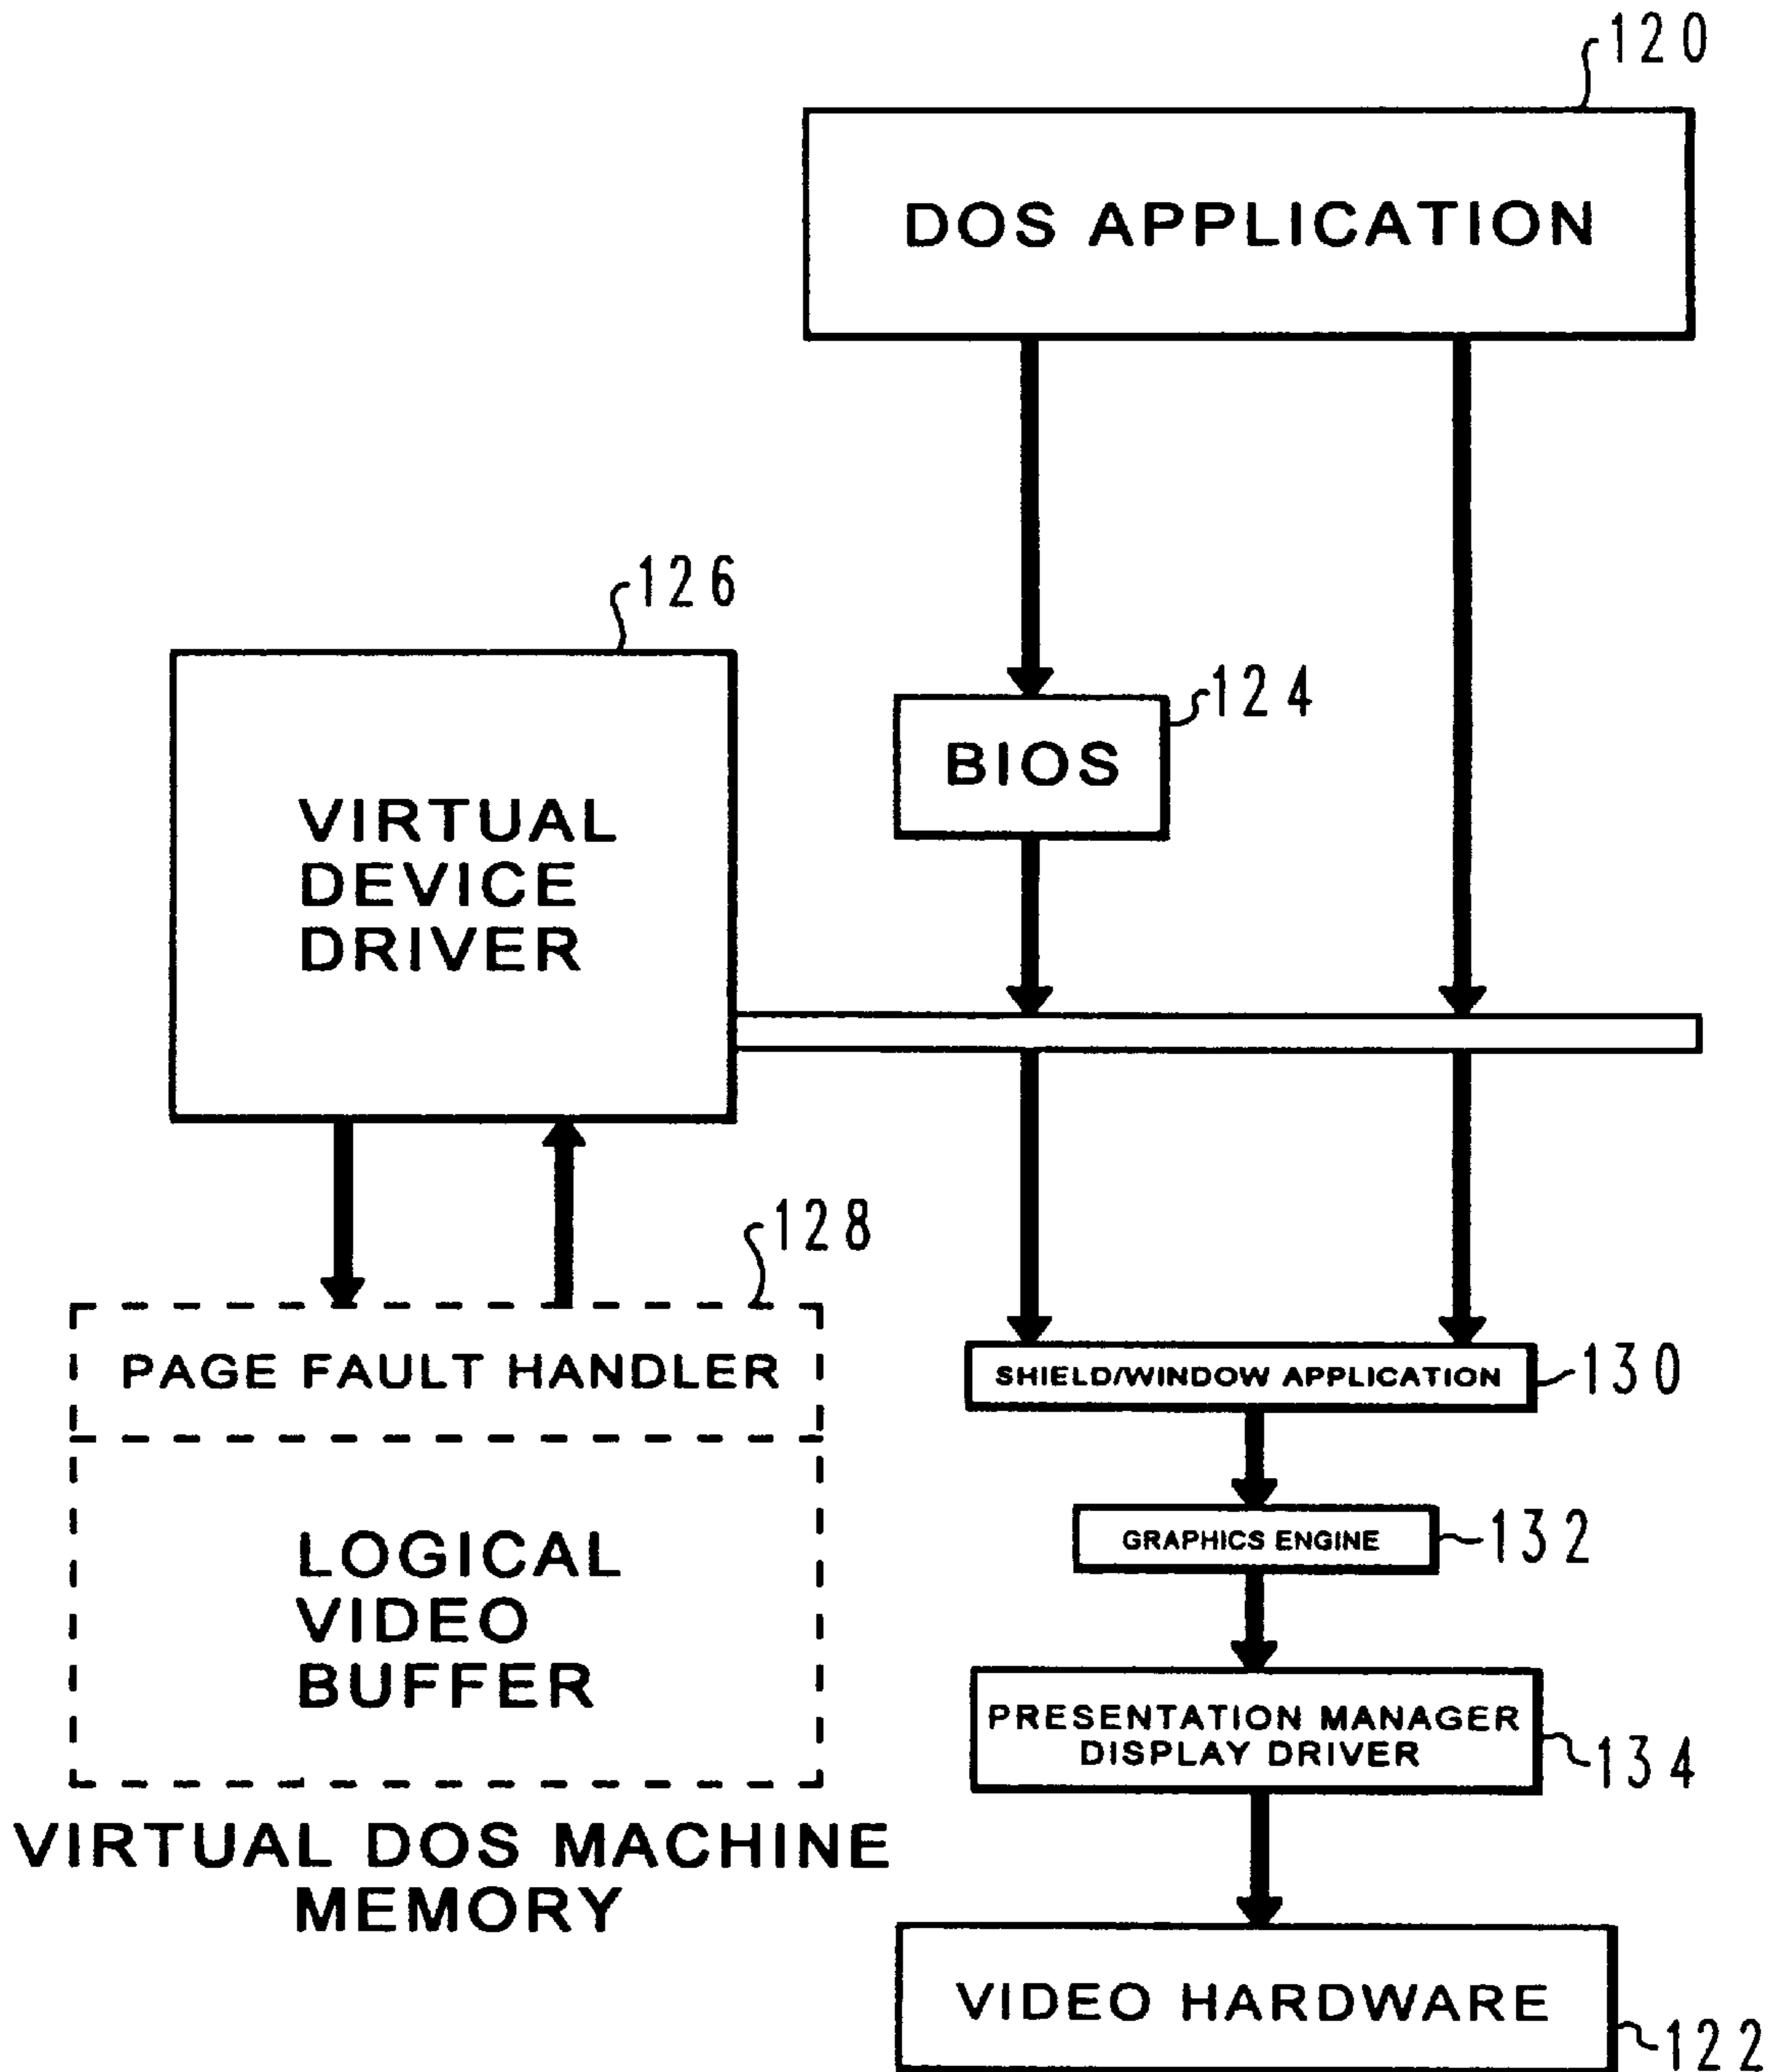 120
DOS APPLICATION
126
124
BIOS
VIRTUAL
DEVICE
DRIVER
128
PAGE FAULT HANDLER
SHIELD/WINDOW APPLICATION
130
GRAPHICS ENGINE
132
LOGICAL
VIDEO
BUFFER
PRESENTATION MANAGER
DISPLAY DRIVER
134
VIRTUAL DOS MACHINE
MEMORY
VIDEO HARDWARE
122